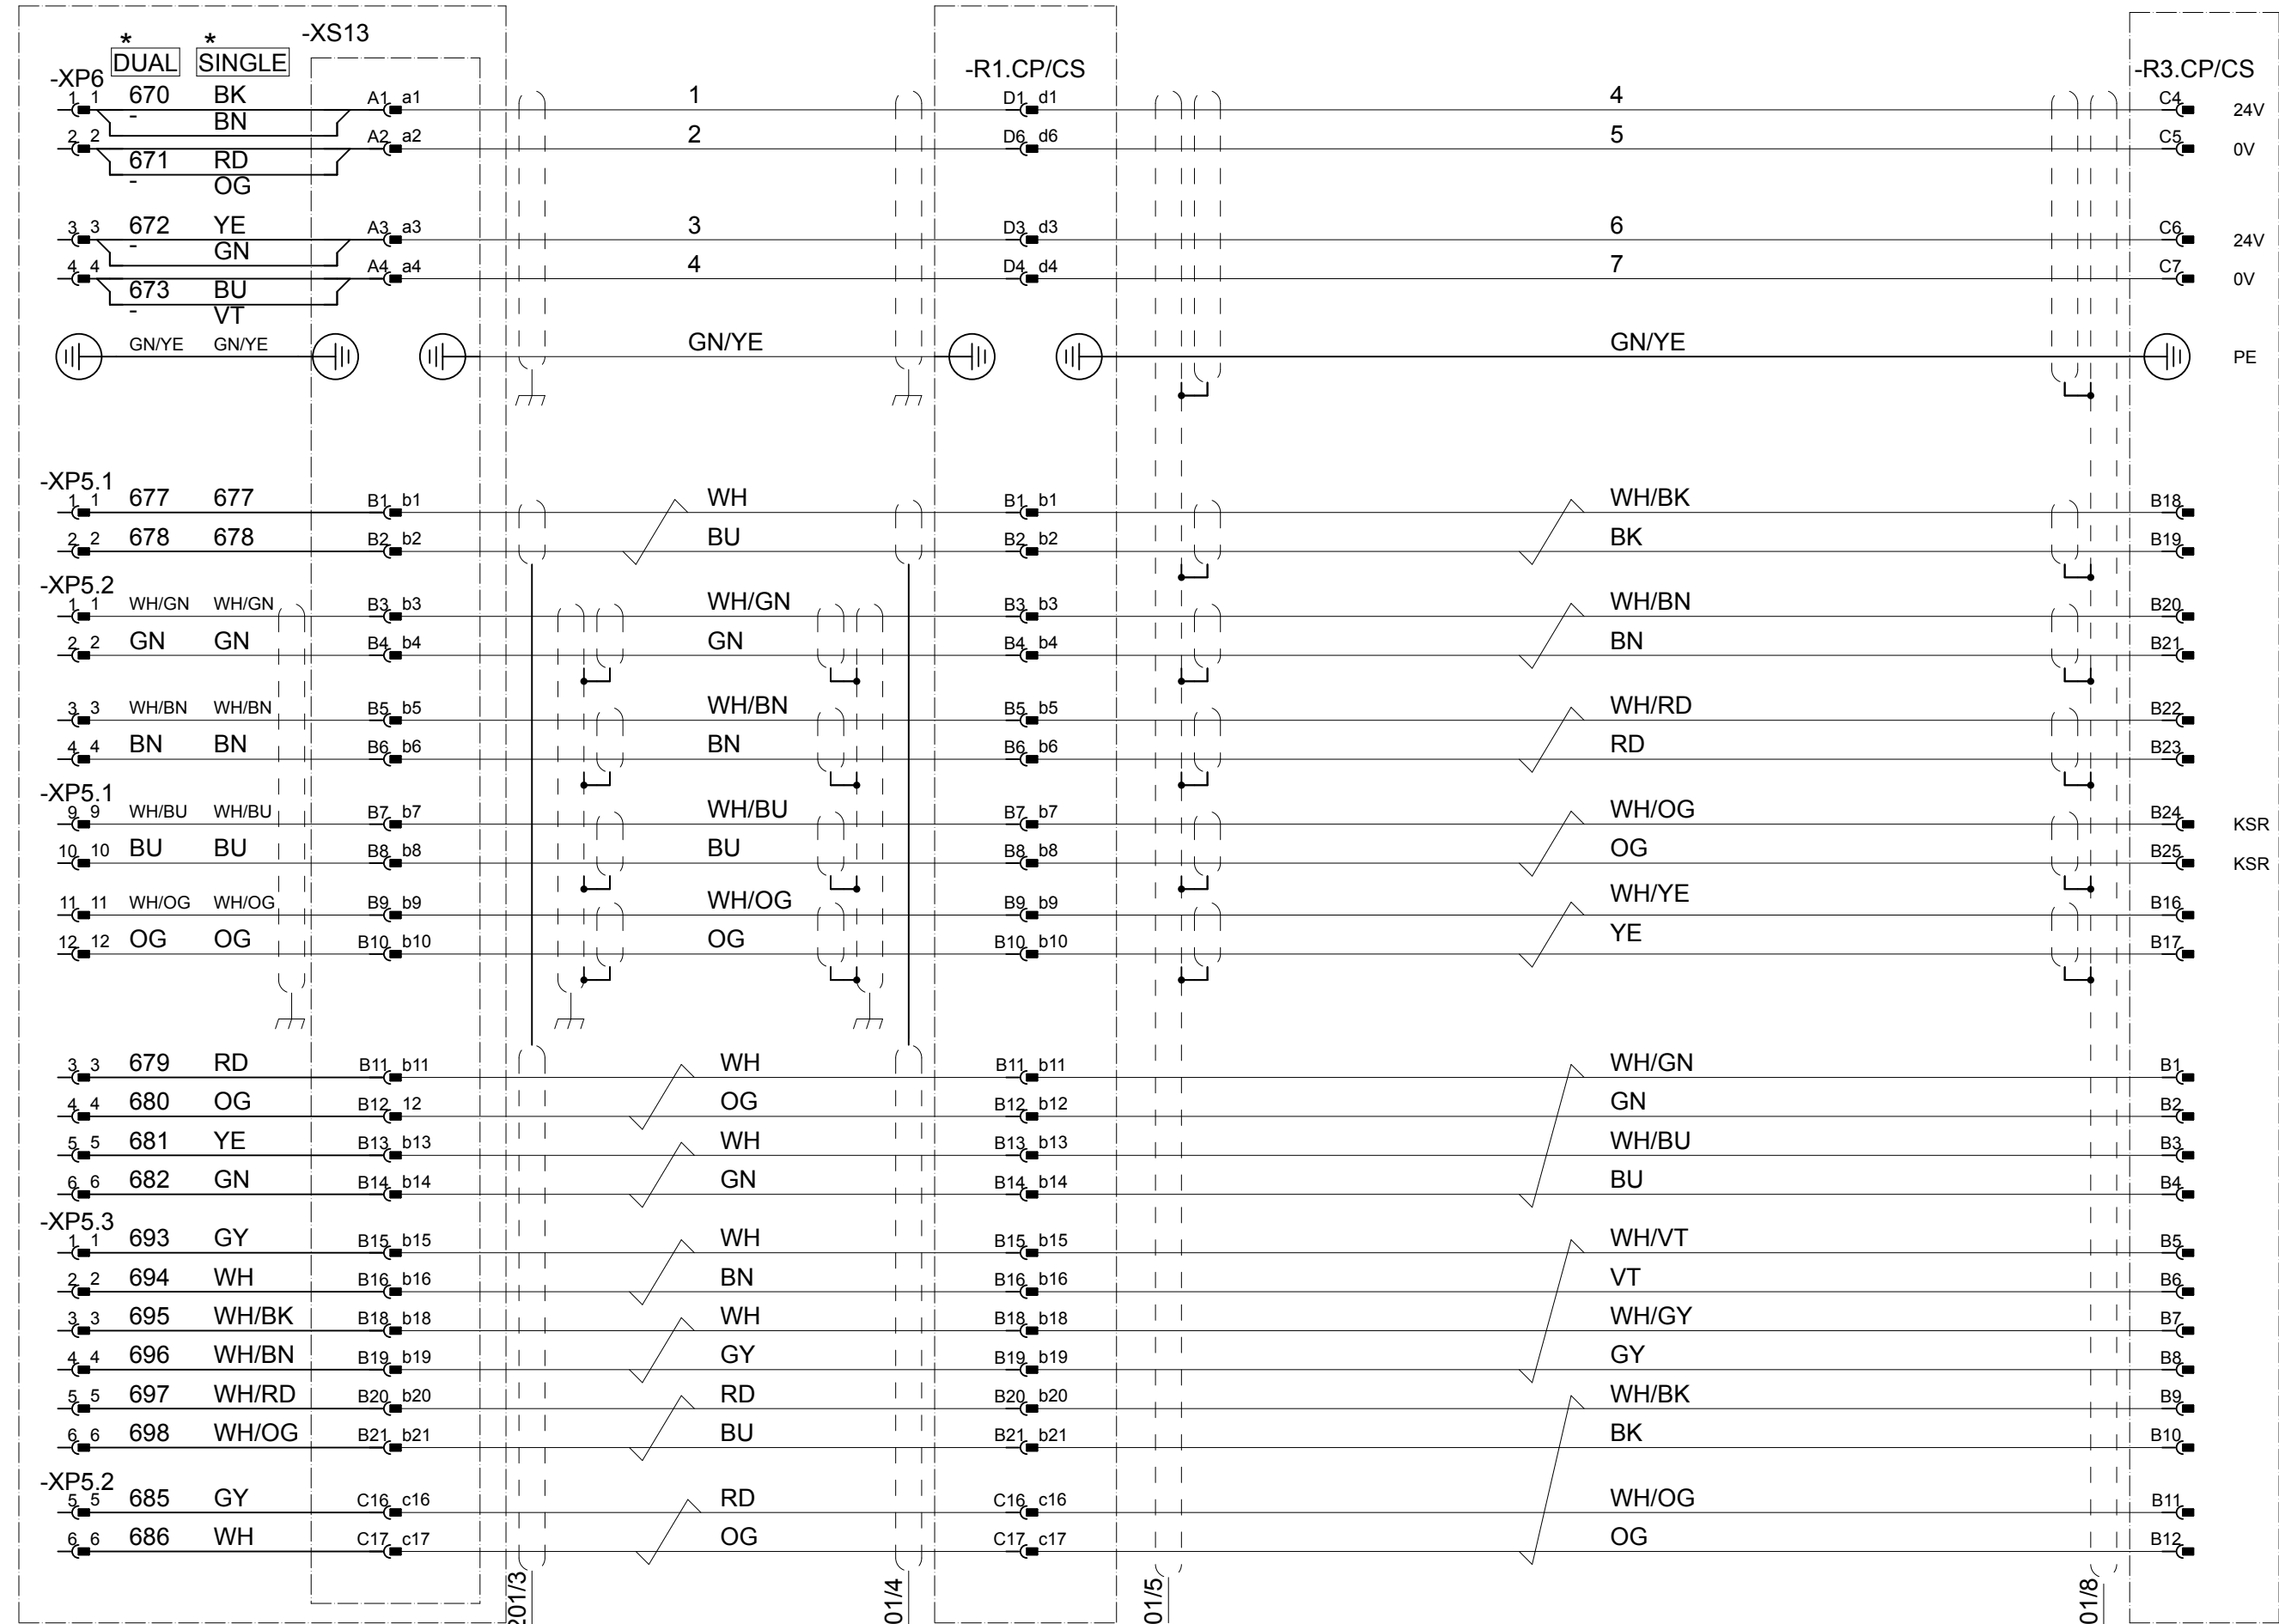 * * -XS13
DUAL SINGLE
-XP6 -R1.CP/CS -R3.CP/CS
1 1 670 BK A1 a1 1 D1 d1 4 C4 24V
- BN
2 2 A2 a2 2 D6 d6 5 C5 0V
671 RD
- OG
3 3 672 YE A3 a3 3 D3 d3 6 C6 24V
- GN
4 4 A4 a4 4 D4 d4 7 C7 0V
673 BU
- VT
GN/YE GN/YE GN/YE GN/YE PE
-XP5.1
1 1 677 677 B1 b1 WH B1 b1 WH/BK B18
2 2 678 678 B2 b2 BU B2 b2 BK B19
-XP5.2
1 1 WH/GN WH/GN B3 b3 WH/GN B3 b3 WH/BN B20
2 2 GN GN B4 b4 GN B4 b4 BN B21
3 3 WH/BN WH/BN B5 b5 WH/BN B5 b5 WH/RD B22
4 4 BN BN B6 b6 BN B6 b6 RD B23
-XP5.1
9 9 WH/BU WH/BU B7 b7 WH/BU B7 b7 WH/OG B24 KSR
10 10 BU BU B8 b8 BU B8 b8 OG B25 KSR
11 11 WH/OG WH/OG B9 b9 WH/OG B9 b9 WH/YE B16
12 12 OG OG B10 b10 OG B10 b10 YE B17
3 3 679 RD B11 b11 WH B11 b11 WH/GN B1
4 4 680 OG B12 12 OG B12 b12 GN B2
5 5 681 YE B13 b13 WH B13 b13 WH/BU B3
6 6 682 GN B14 b14 GN B14 b14 BU B4
-XP5.3
1 1 693 GY B15 b15 WH B15 b15 WH/VT B5
2 2 694 WH B16 b16 BN B16 b16 VT B6
3 3 695 WH/BK B18 b18 WH B18 b18 WH/GY B7
4 4 696 WH/BN B19 b19 GY B19 b19 GY B8
5 5 697 WH/RD B20 b20 RD B20 b20 WH/BK B9
6 6 698 WH/OG B21 b21 BU B21 b21 BK B10
-XP5.2
5 5 685 GY C16 c16 RD C16 c16 WH/OG B11
6 6 686 WH C17 c17 OG C17 c17 OG B12
201/3 01/4 01/5 01/8